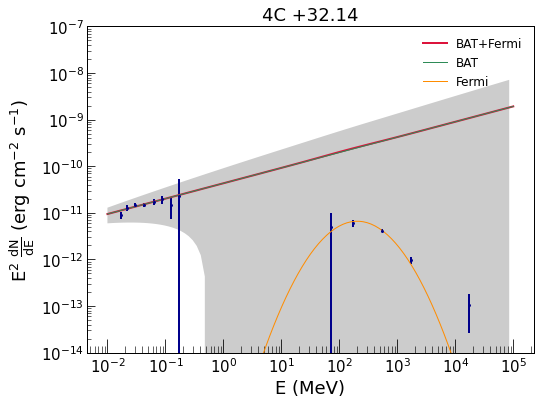 4C +32.14
E² dN/dE (erg cm⁻² s⁻¹)
10⁻⁷
10⁻⁸
10⁻⁹
10⁻¹⁰
10⁻¹¹
10⁻¹²
10⁻¹³
10⁻¹⁴
BAT+Fermi
BAT
Fermi
10⁻² 10⁻¹ 10⁰ 10¹ 10² 10³ 10⁴ 10⁵
E (MeV)